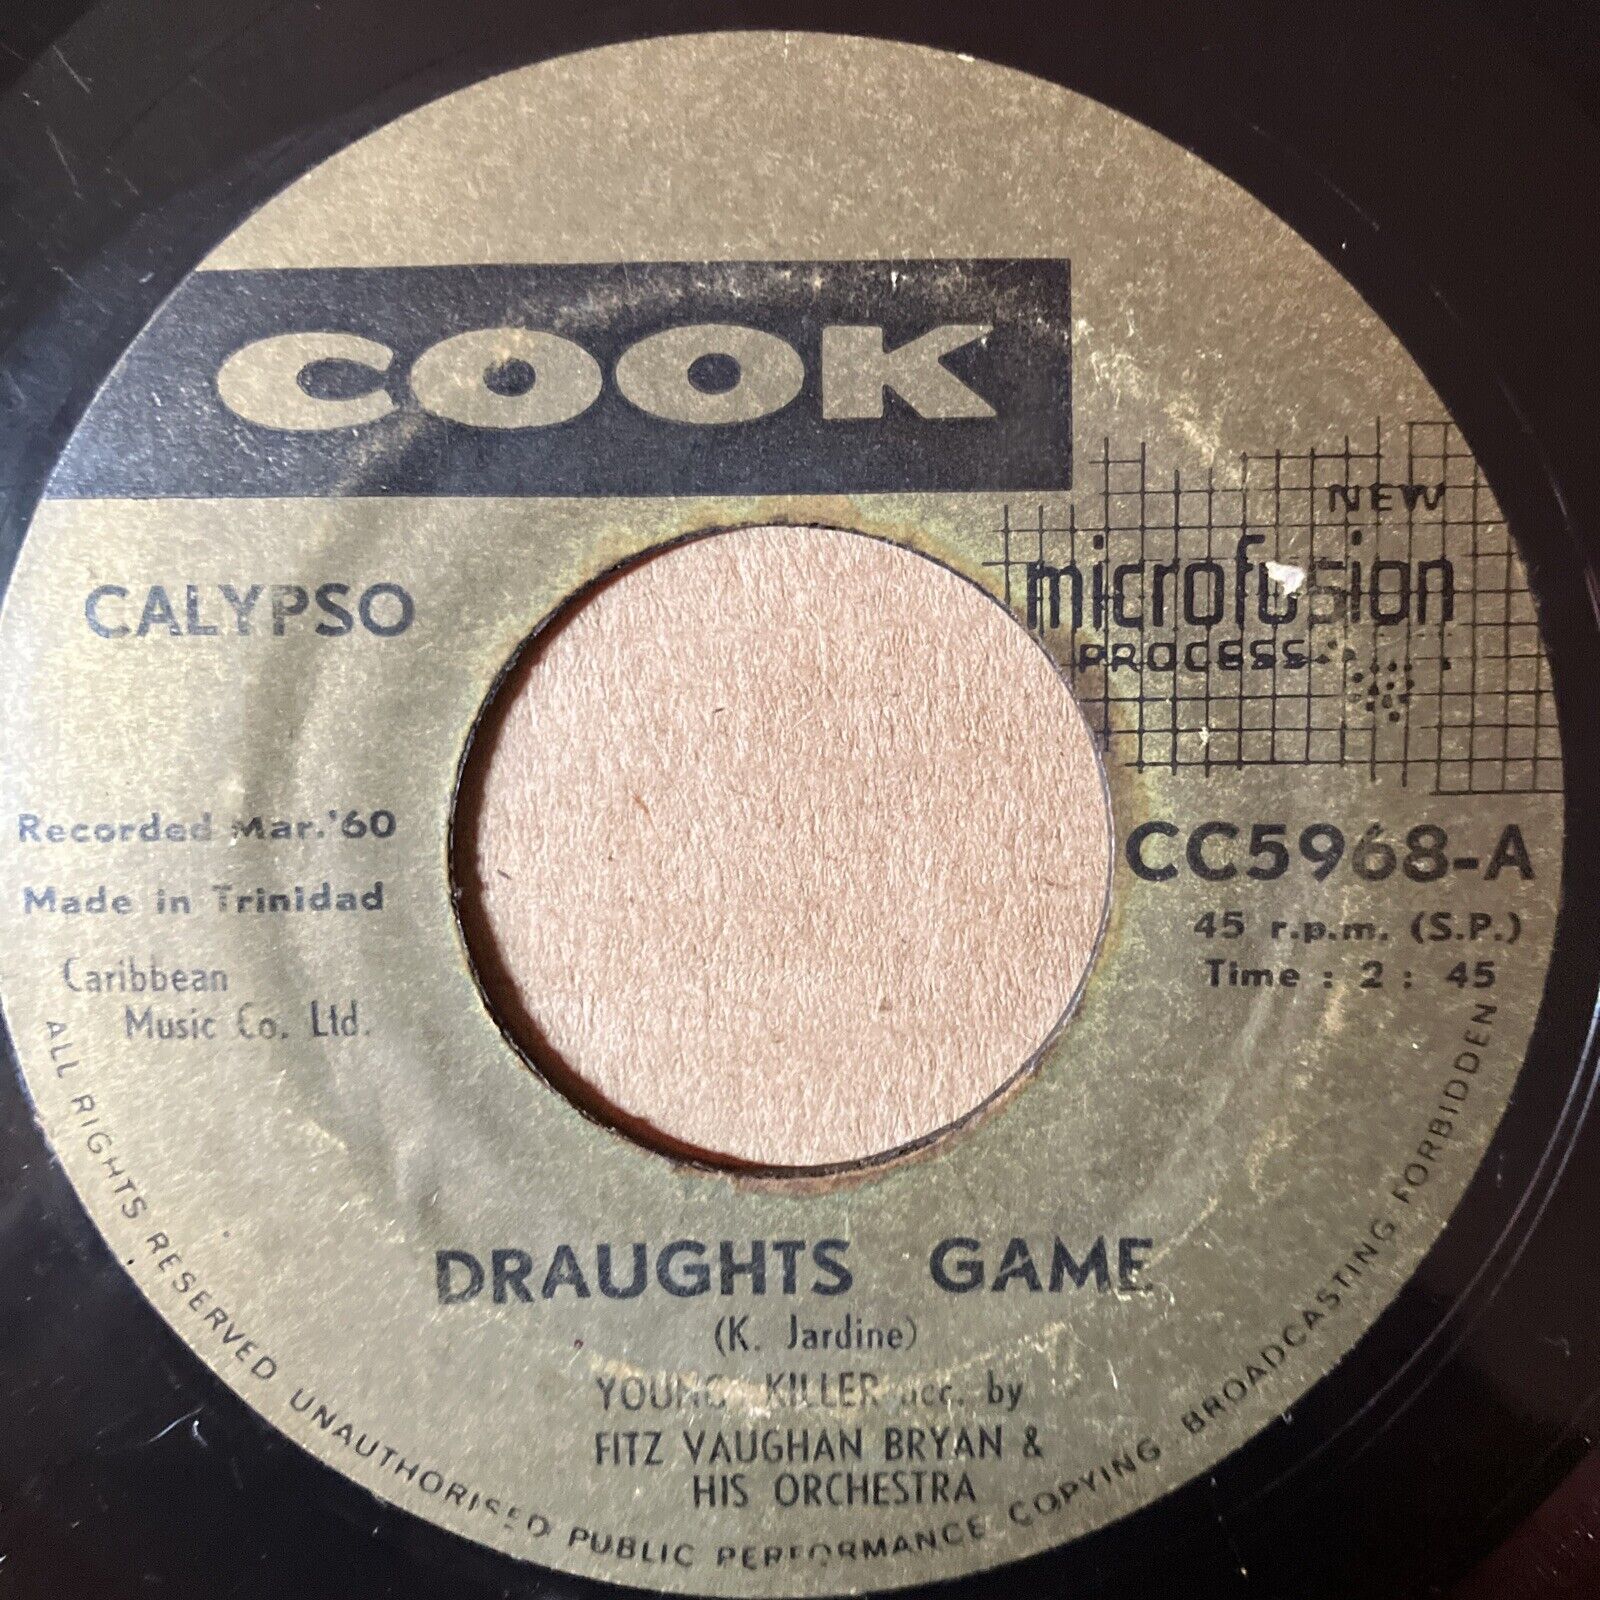 COOK
NEW
microfusion
PROCESS
CALYPSO
Recorded Mar.'60
Made in Trinidad
Caribbean
Music Co. Ltd.
CC5968-A
45 r.p.m. (S.P.)
Time : 2 : 45
DRAUGHTS GAME
(K. Jardine)
YOUNG KILLER acc. by
FITZ VAUGHAN BRYAN &
HIS ORCHESTRA
ALL RIGHTS RESERVED UNAUTHORISED PUBLIC PERFORMANCE COPYING BROADCASTING FORBIDDEN